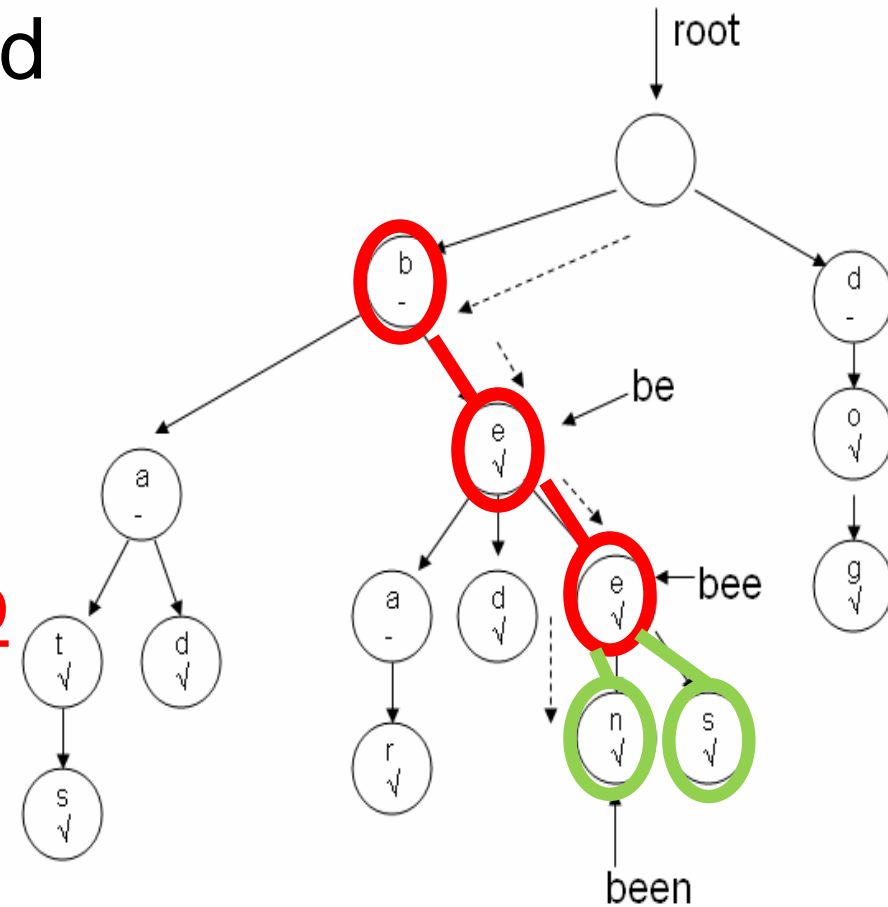 d
root
b
-
d
-
be
e
√
o
√
a
-
bee
a
-
d
√
e
√
g
√
t
√
d
√
n
√
s
√
r
√
s
√
been